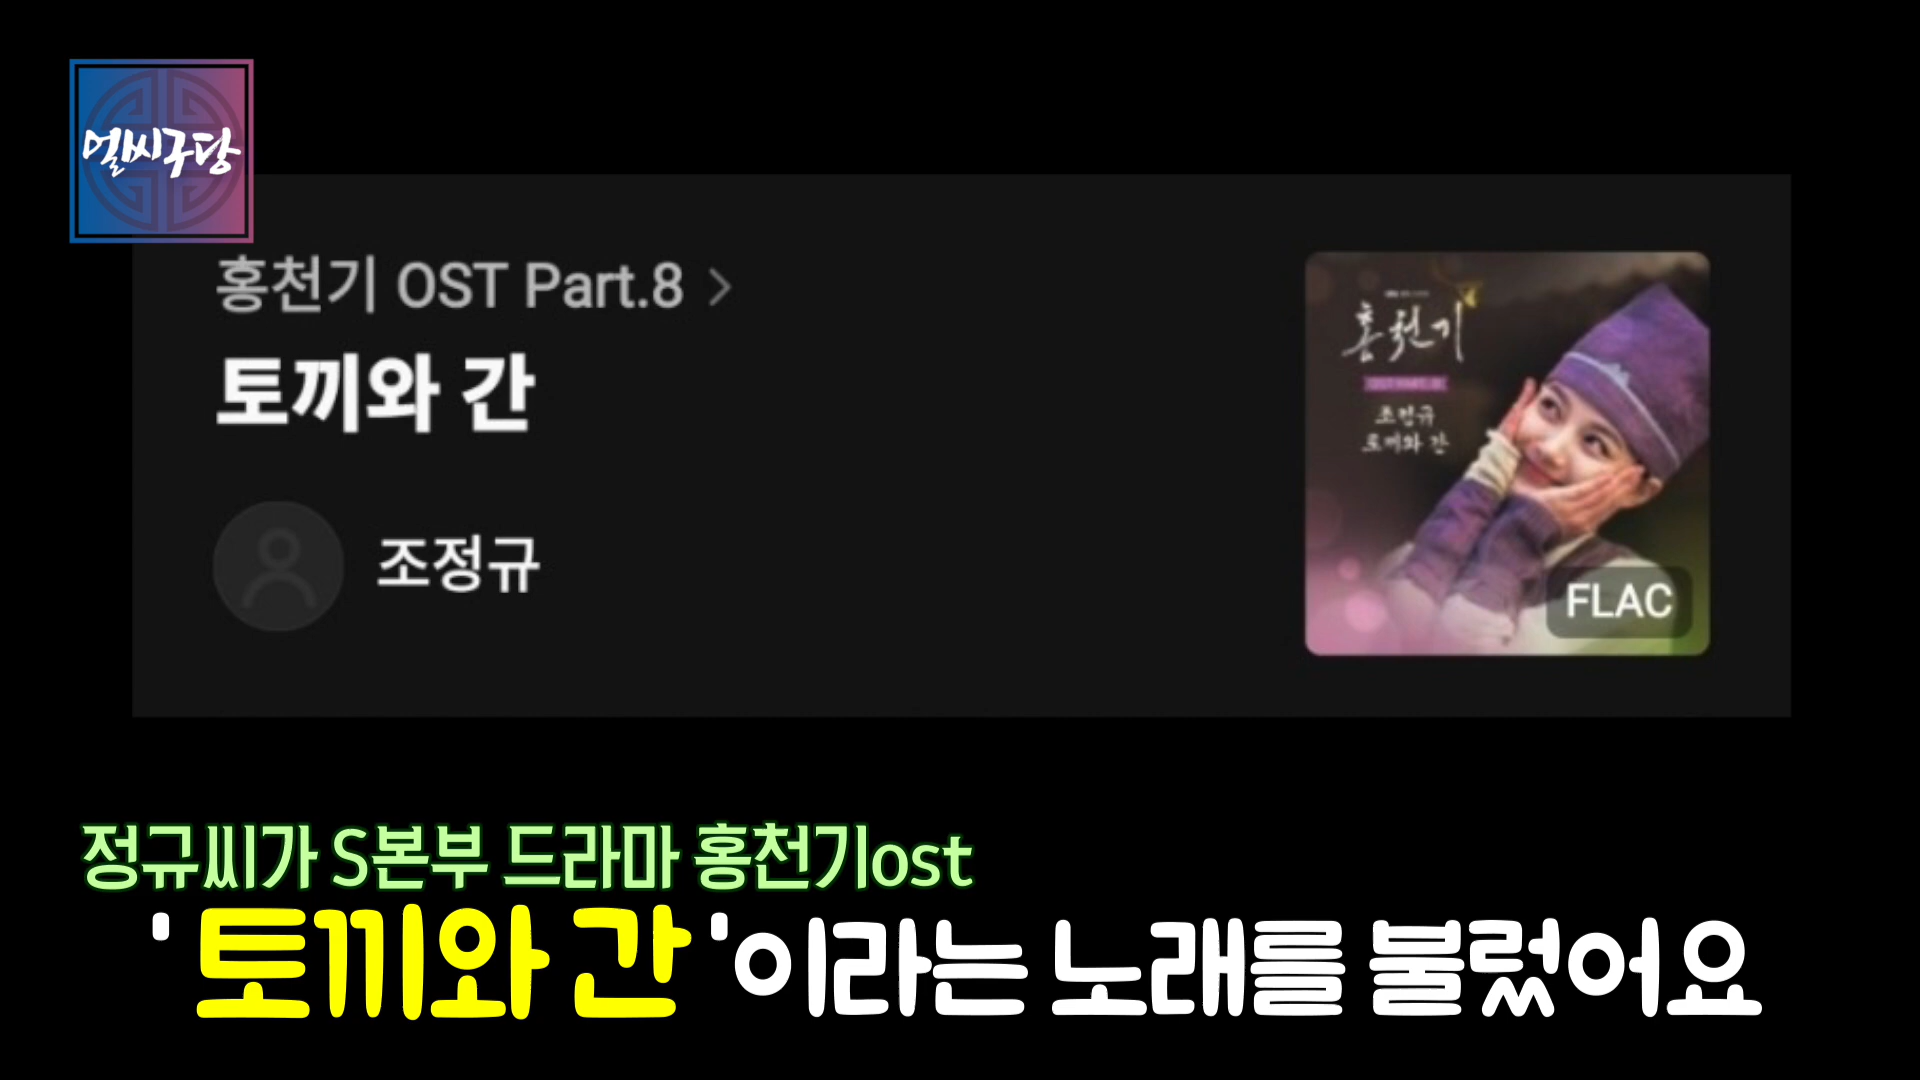 얼씨구당
홍천기 OST Part.8 >
토끼와 간
조정규
홍천기
OST PART. 8
조정규
토끼와 간
FLAC
정규씨가 S본부 드라마 홍천기ost
'토끼와 간'이라는 노래를 불렀어요